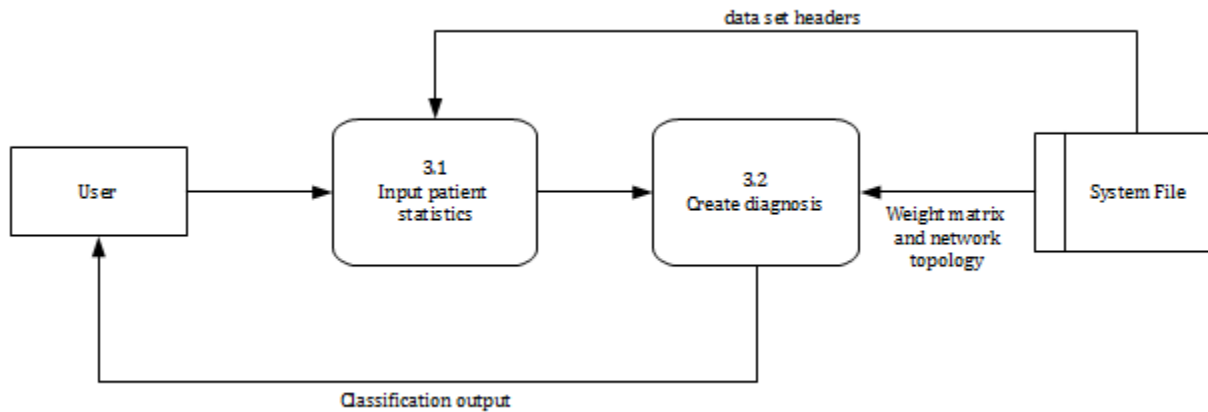 data set headers
User
3.1
Input patient
statistics
3.2
Create diagnosis
System File
Weight matrix
and network
topology
Classification output